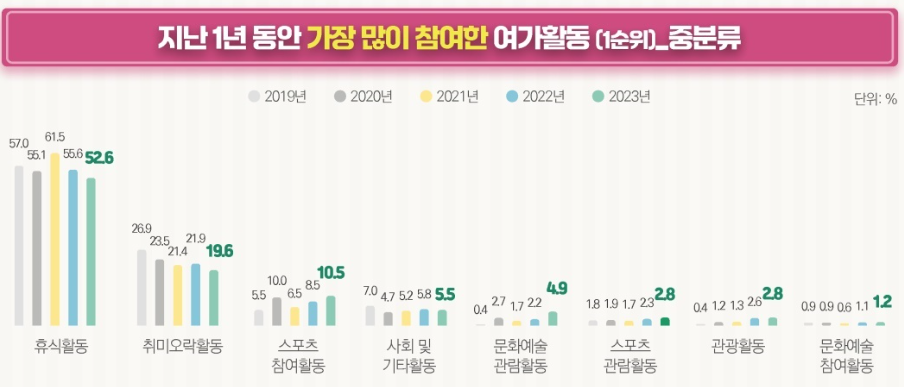 지난 1년 동안 가장 많이 참여한 여가활동 (1순위)_중분류
2019년 2020년 2021년 2022년 2023년
단위: %
57.0 55.1 61.5 55.6 52.6
26.9 23.5 21.4 21.9 19.6
5.5 10.0 6.5 8.5 10.5
7.0 4.7 5.2 5.8 5.5
0.4 2.7 1.7 2.2 4.9
1.8 1.9 1.7 2.3 2.8
0.4 1.2 1.3 2.6 2.8
0.9 0.9 0.6 1.1 1.2
휴식활동
취미오락활동
스포츠
참여활동
사회 및
기타활동
문화예술
관람활동
스포츠
관람활동
관광활동
문화예술
참여활동